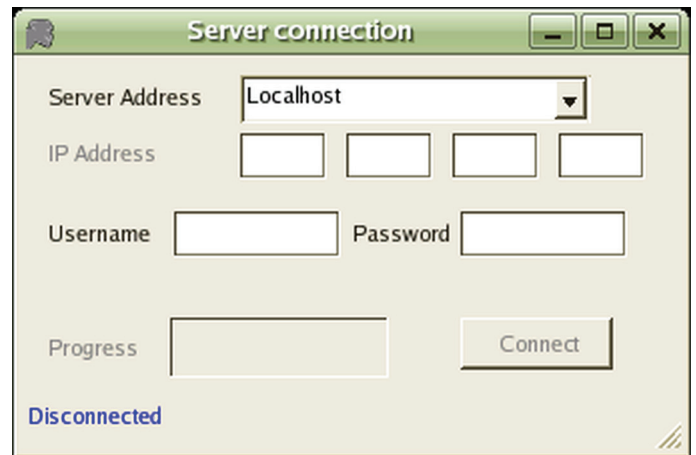 Server connection
Server Address Localhost
IP Address
Username Password
Progress Connect
Disconnected